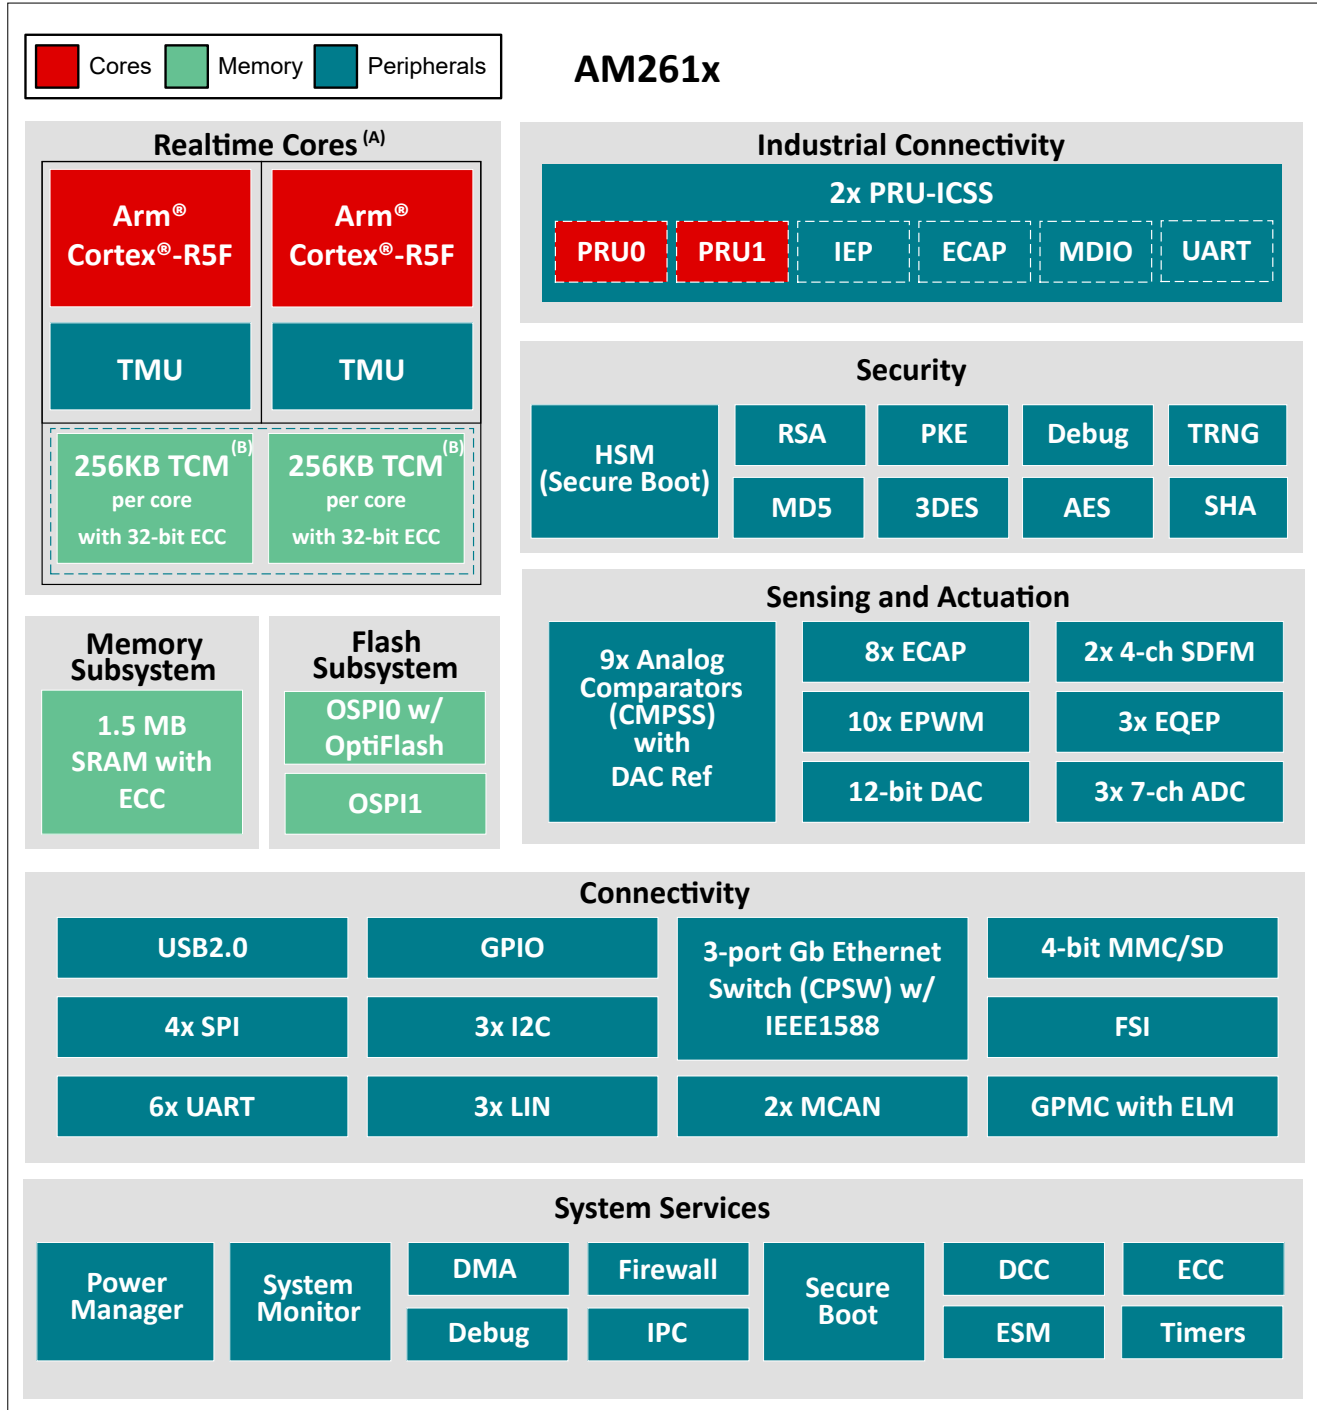 Cores
Memory
Peripherals
AM261x
Realtime Cores (A)
Arm®
Cortex®-R5F
Arm®
Cortex®-R5F
TMU
TMU
256KB TCM (B)
per core
with 32-bit ECC
256KB TCM (B)
per core
with 32-bit ECC
Industrial Connectivity
2x PRU-ICSS
PRU0
PRU1
IEP
ECAP
MDIO
UART
Security
HSM
(Secure Boot)
RSA
PKE
Debug
TRNG
MD5
3DES
AES
SHA
Memory
Subsystem
1.5 MB
SRAM with
ECC
Flash
Subsystem
OSPI0 w/
OptiFlash
OSPI1
Sensing and Actuation
9x Analog
Comparators
(CMPSS)
with
DAC Ref
8x ECAP
2x 4-ch SDFM
10x EPWM
3x EQEP
12-bit DAC
3x 7-ch ADC
Connectivity
USB2.0
GPIO
3-port Gb Ethernet
Switch (CPSW) w/
IEEE1588
4-bit MMC/SD
4x SPI
3x I2C
FSI
6x UART
3x LIN
2x MCAN
GPMC with ELM
System Services
Power
Manager
System
Monitor
DMA
Debug
Firewall
IPC
Secure
Boot
DCC
ECC
ESM
Timers